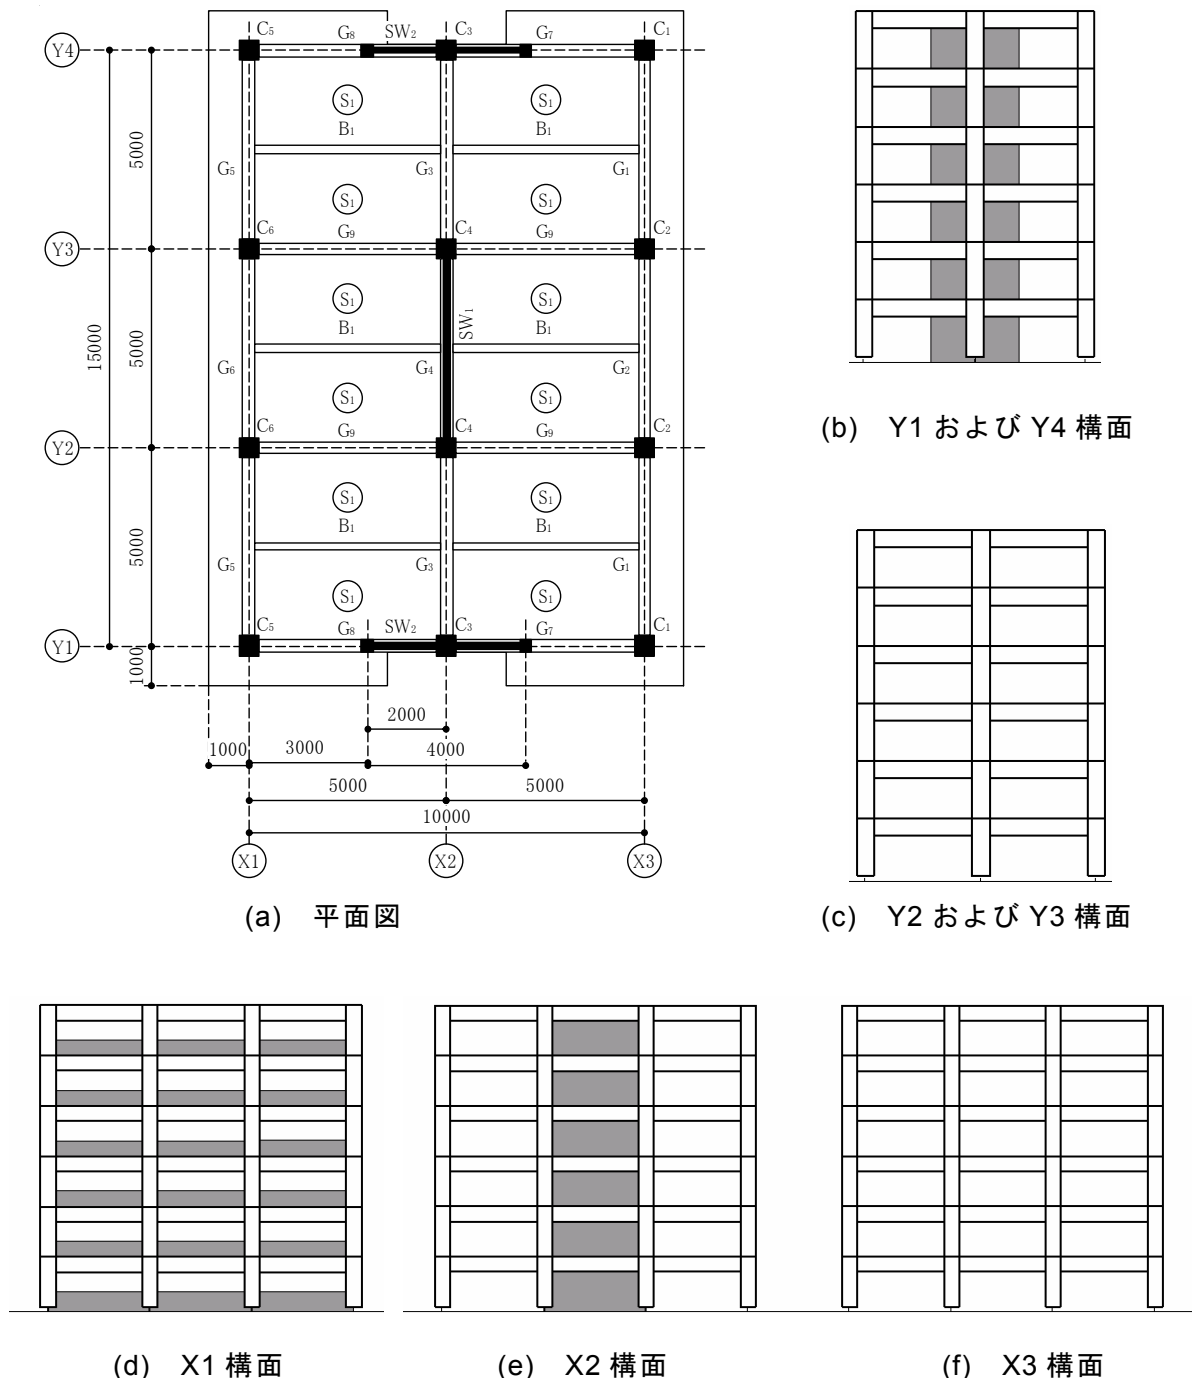 C5 G8 SW2 C3 G7 C1
Y4
S1 S1
B1 B1
5000
G5 G3 G1
S1 S1
C6 G9 C4 G9 C2
Y3
S1 S1
B1 B1
SW1
15000
5000
G6 G4 G2
S1 S1
C6 G9 C4 G9 C2
Y2
S1 S1
B1 B1
5000
G5 G3 G1
S1 S1
C5 G8 SW2 C3 G7 C1
Y1
1000
2000
1000 3000 4000
5000 5000
10000
X1 X2 X3
(a) 平面図
(b) Y1 および Y4 構面
(c) Y2 および Y3 構面
(d) X1 構面
(e) X2 構面
(f) X3 構面